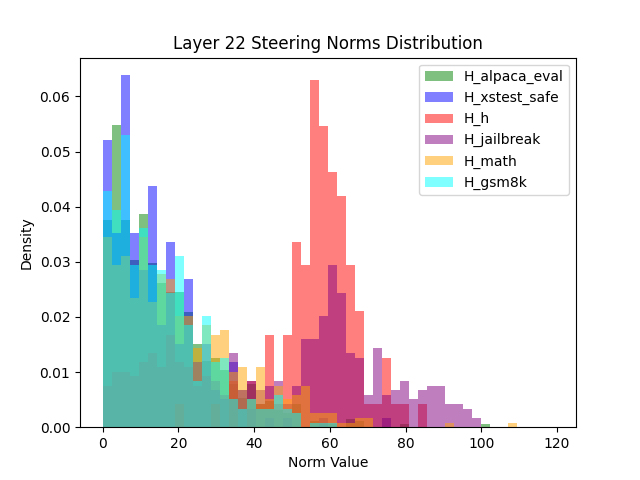 Layer 22 Steering Norms Distribution
H_alpaca_eval
H_xstest_safe
H_h
H_jailbreak
H_math
H_gsm8k
Density
0.06
0.05
0.04
0.03
0.02
0.01
0.00
0 20 40 60 80 100 120
Norm Value